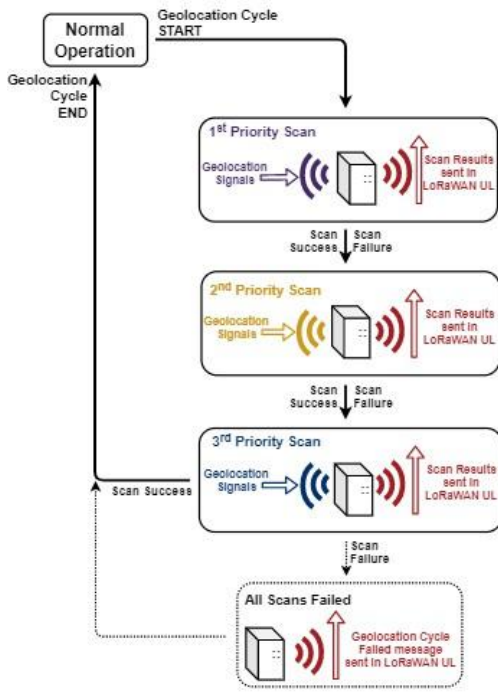 Normal
Operation
Geolocation Cycle
START
Geolocation
Cycle
END
1st Priority Scan
Geolocation
Signals
Scan Results
sent in
LoRaWAN UL
Scan
Success
Scan
Failure
2nd Priority Scan
Geolocation
Signals
Scan Results
sent in
LoRaWAN UL
Scan
Success
Scan
Failure
3rd Priority Scan
Geolocation
Signals
Scan Results
sent in
LoRaWAN UL
Scan Success
Scan
Failure
All Scans Failed
Geolocation Cycle
Failed message
sent in LoRaWAN UL